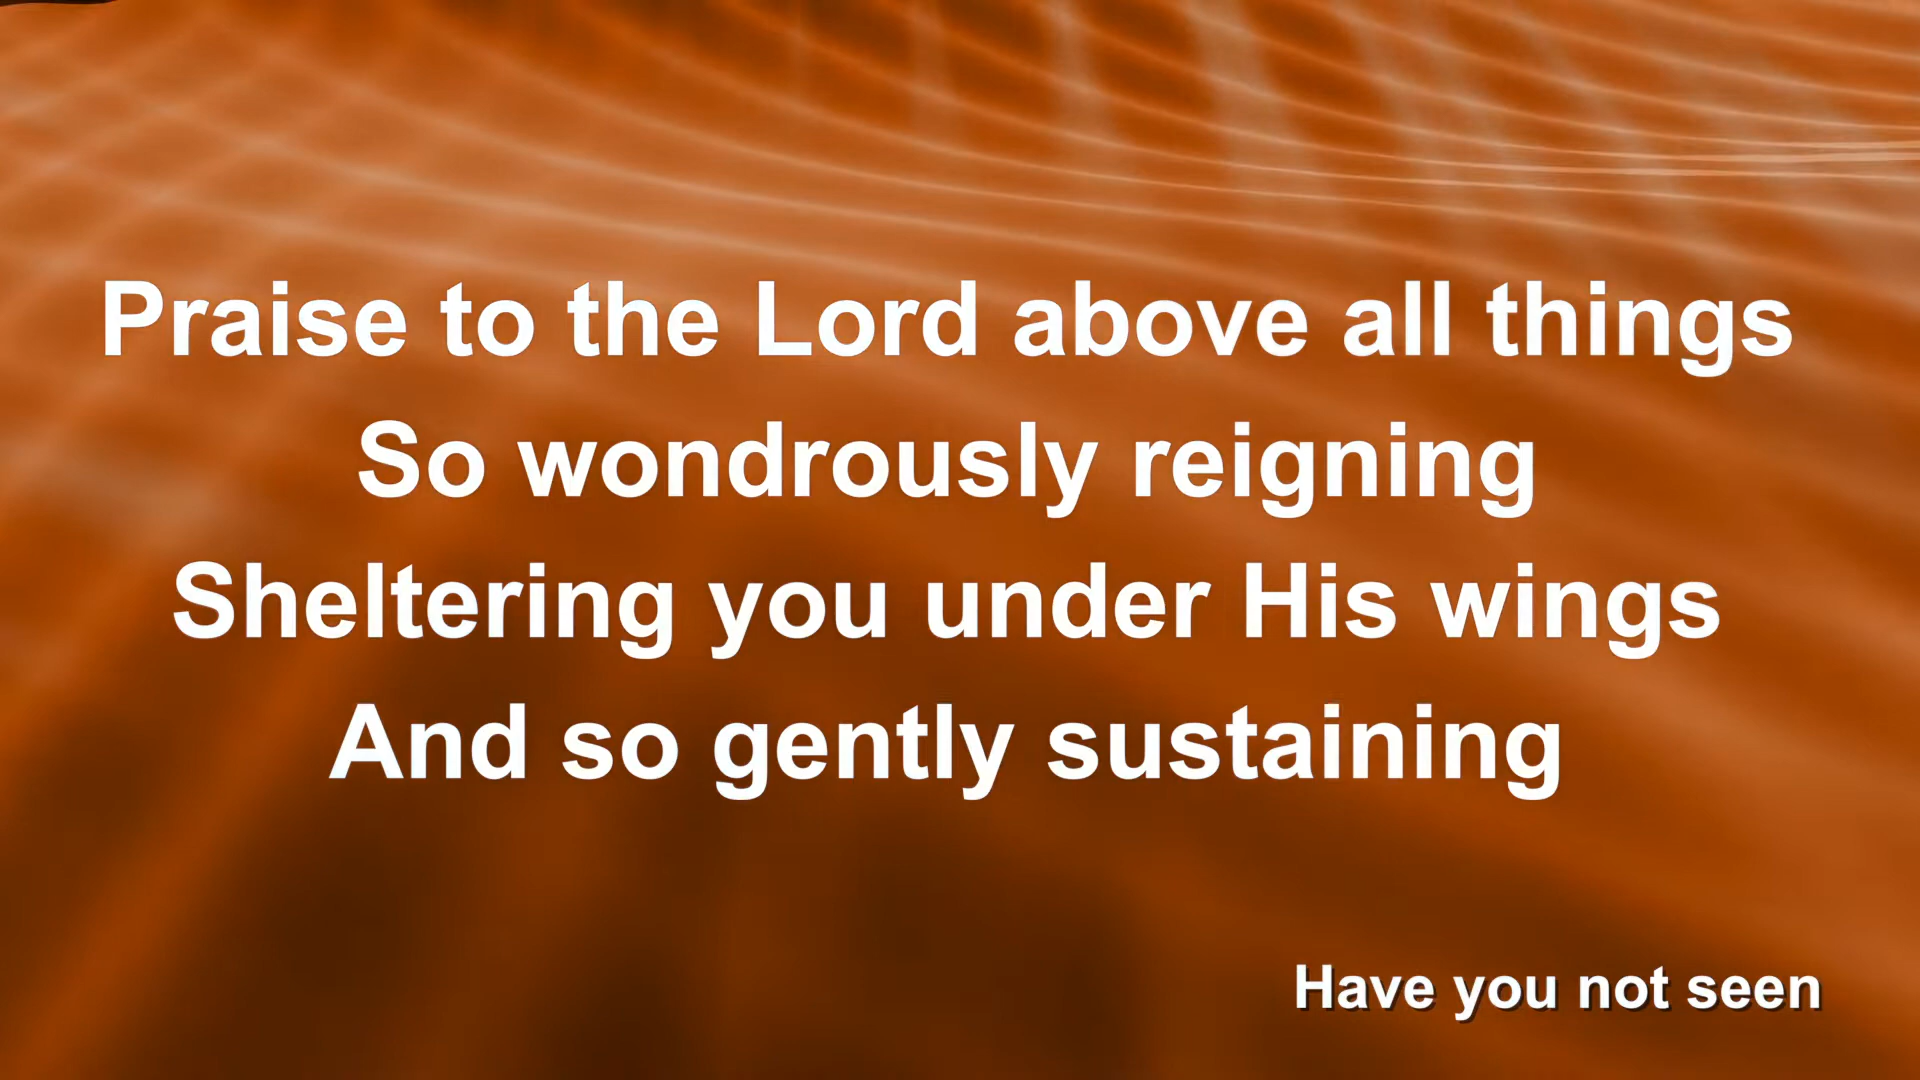 Praise to the Lord above all things
So wondrously reigning
Sheltering you under His wings
And so gently sustaining
Have you not seen